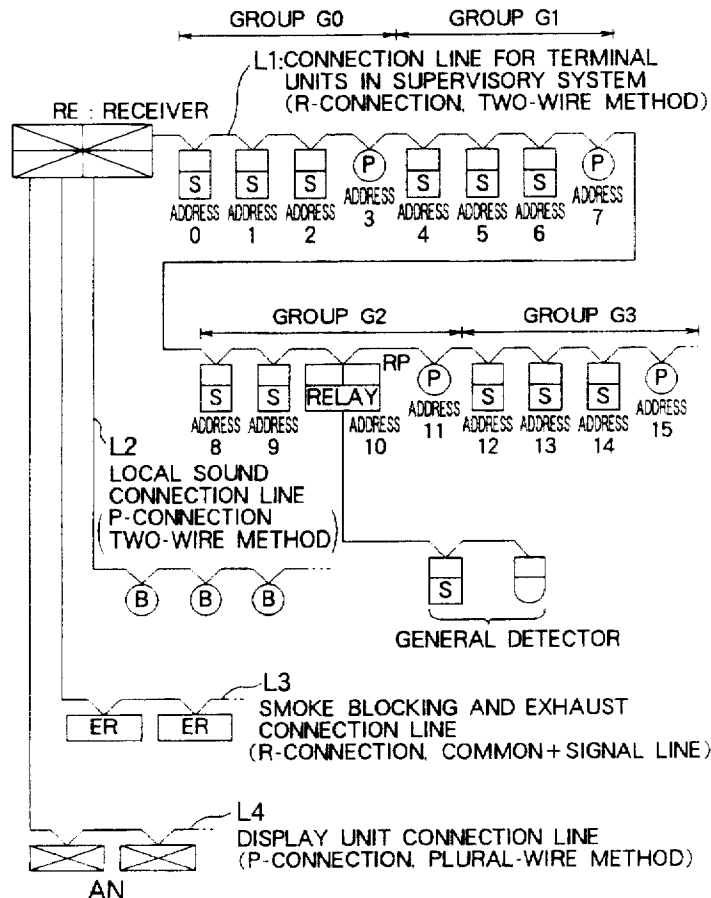 GROUP G0 GROUP G1
L1:CONNECTION LINE FOR TERMINAL
UNITS IN SUPERVISORY SYSTEM
(R-CONNECTION, TWO-WIRE METHOD)
RE : RECEIVER
S S S P S S S P
ADDRESS ADDRESS ADDRESS ADDRESS ADDRESS ADDRESS ADDRESS ADDRESS
0 1 2 3 4 5 6 7
GROUP G2 GROUP G3
RP
S S RELAY P S S S P
ADDRESS ADDRESS ADDRESS ADDRESS ADDRESS ADDRESS ADDRESS ADDRESS
8 9 10 11 12 13 14 15
L2
LOCAL SOUND
CONNECTION LINE
(P-CONNECTION
TWO-WIRE METHOD)
B B B
S
GENERAL DETECTOR
L3
ER ER
SMOKE BLOCKING AND EXHAUST
CONNECTION LINE
(R-CONNECTION, COMMON+SIGNAL LINE)
L4
DISPLAY UNIT CONNECTION LINE
(P-CONNECTION, PLURAL-WIRE METHOD)
AN